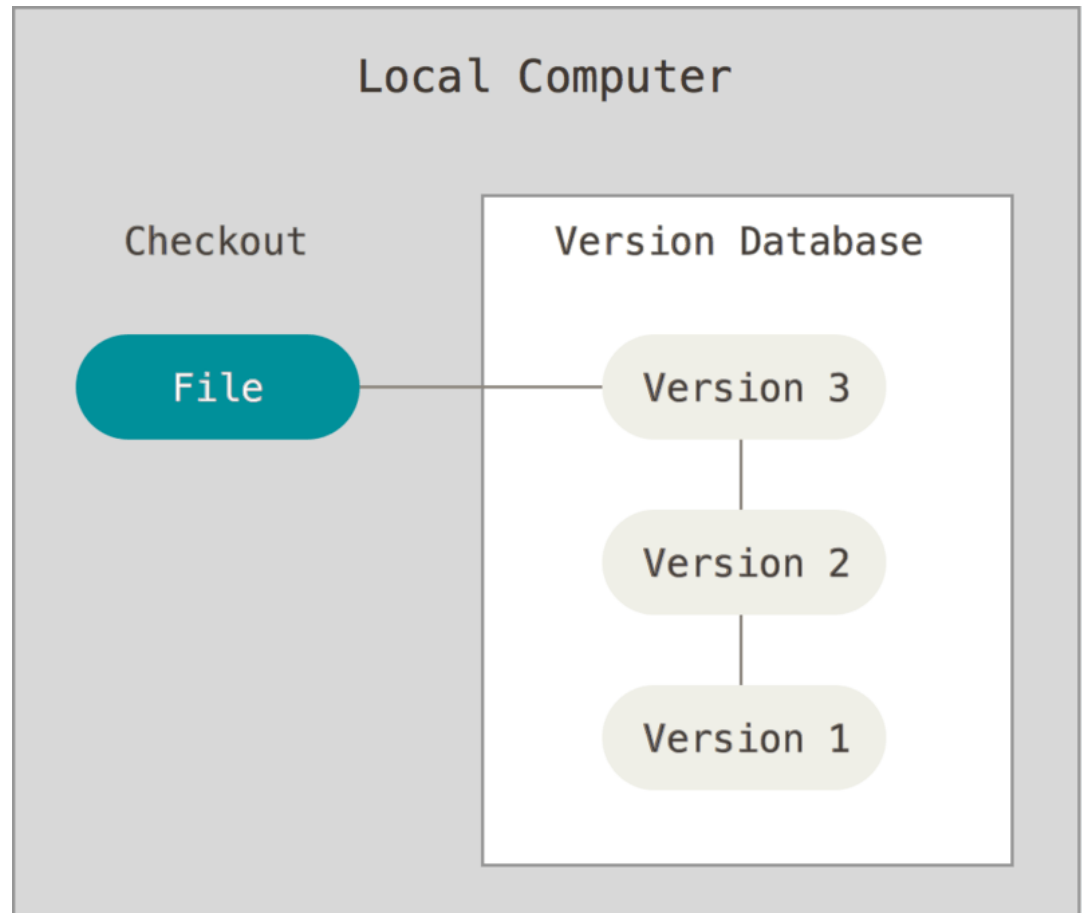 Local Computer
Checkout
Version Database
File
Version 3
Version 2
Version 1